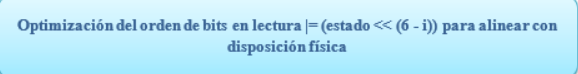 Optimización del orden de bits en lectura |= (estado << (6 - i)) para alinear con
disposición física